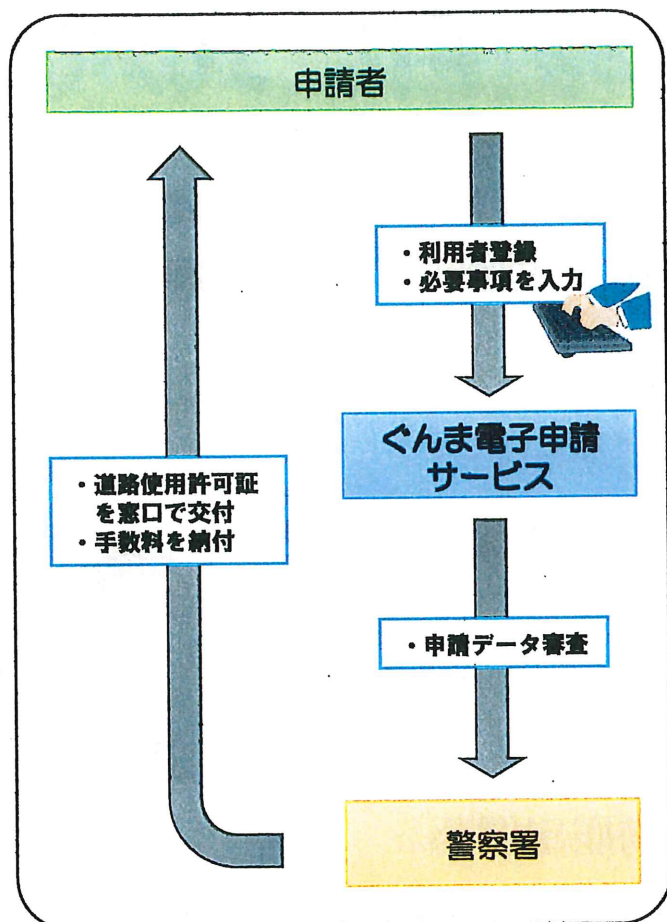 申請者
・利用者登録
・必要事項を入力
ぐんま電子申請
サービス
・道路使用許可証
を窓口で交付
・手数料を納付
・申請データ審査
警察署